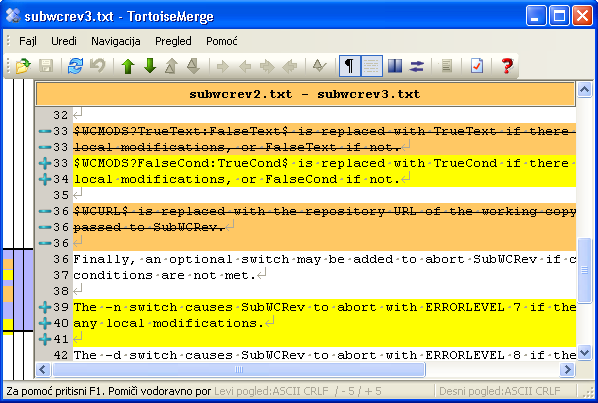 subwcrev3.txt - TortoiseMerge
Fajl Uredi Navigacija Pregled Pomoć
subwcrev2.txt - subwcrev3.txt
32
33 $WCMODS?TrueText:FalseText$ is replaced with TrueText if there
33 local modifications, or FalseText if not.
33 $WCMODS?FalseCond:TrueCond$ is replaced with TrueCond if there
34 local modifications, or FalseCond if not.
35
36 $WCURL$ is replaced with the repository URL of the working copy
36 passed to SubWCRev.
36
36 Finally, an optional switch may be added to abort SubWCRev if c
37 conditions are not met.
38
39 The -n switch causes SubWCRev to abort with ERRORLEVEL 7 if the
40 any local modifications.
41
42 The -d switch causes SubWCRev to abort with ERRORLEVEL 8 if the
Za pomoć pritisni F1. Pomiči vodoravno por Levi pogled:ASCII CRLF / - 5 / + 5 Desni pogled:ASCII CRLF /